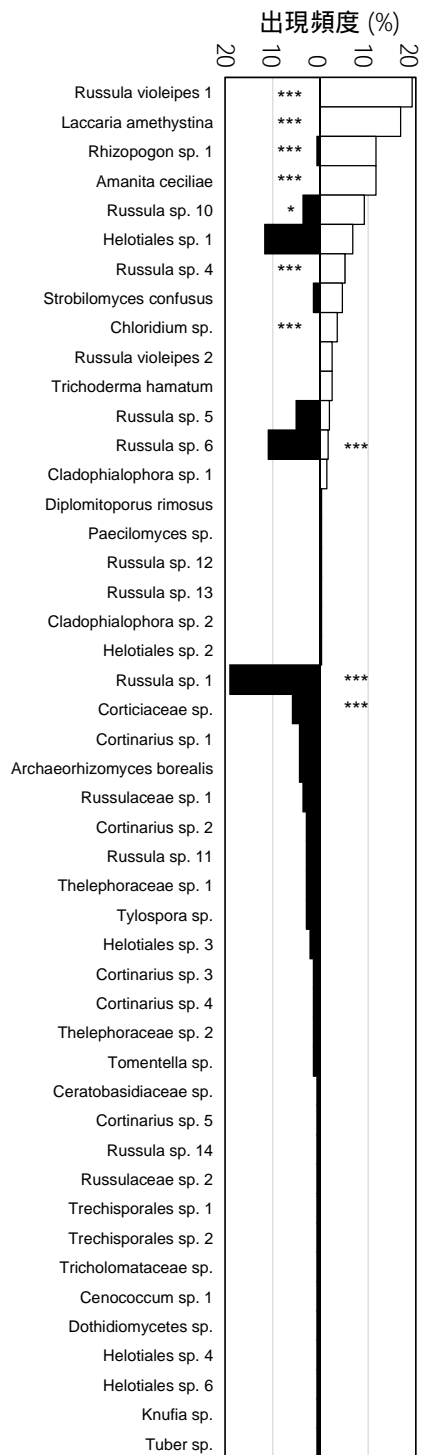 出現頻度 (%)
20
10
0
10
20
Russula violeipes 1
***
Laccaria amethystina
***
Rhizopogon sp. 1
***
Amanita ceciliae
***
Russula sp. 10
*
Helotiales sp. 1
Russula sp. 4
***
Strobilomyces confusus
Chloridium sp.
***
Russula violeipes 2
Trichoderma hamatum
Russula sp. 5
Russula sp. 6
***
Cladophialophora sp. 1
Diplomitoporus rimosus
Paecilomyces sp.
Russula sp. 12
Russula sp. 13
Cladophialophora sp. 2
Helotiales sp. 2
Russula sp. 1
***
Corticiaceae sp.
***
Cortinarius sp. 1
Archaeorhizomyces borealis
Russulaceae sp. 1
Cortinarius sp. 2
Russula sp. 11
Thelephoraceae sp. 1
Tylospora sp.
Helotiales sp. 3
Cortinarius sp. 3
Cortinarius sp. 4
Thelephoraceae sp. 2
Tomentella sp.
Ceratobasidiaceae sp.
Cortinarius sp. 5
Russula sp. 14
Russulaceae sp. 2
Trechisporales sp. 1
Trechisporales sp. 2
Tricholomataceae sp.
Cenococcum sp. 1
Dothidiomycetes sp.
Helotiales sp. 4
Helotiales sp. 6
Knufia sp.
Tuber sp.